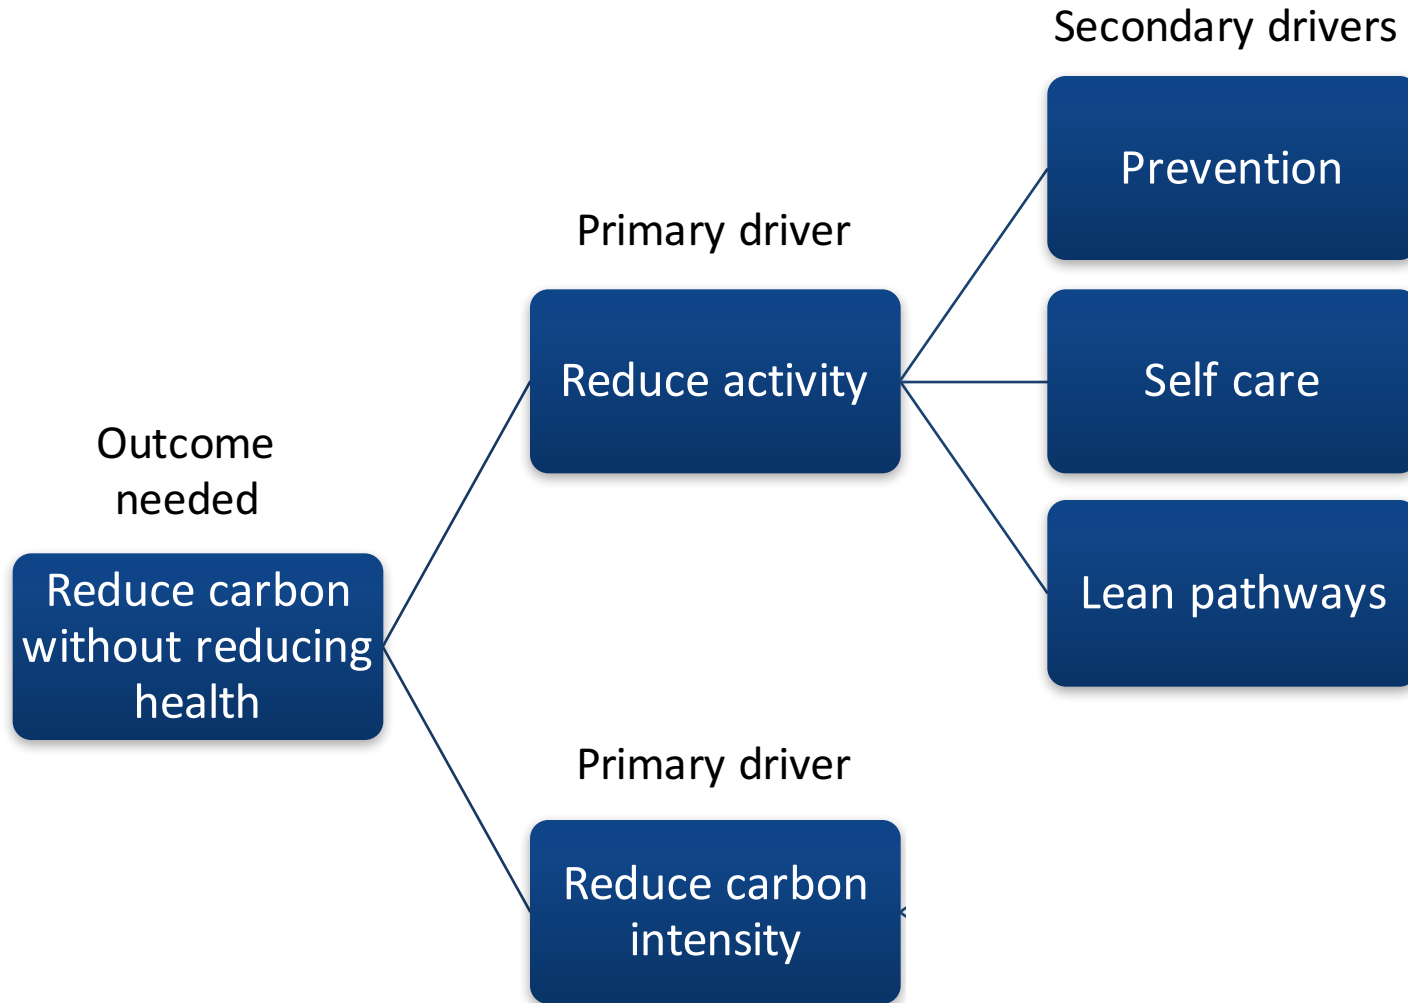 Secondary drivers
Prevention
Primary driver
Reduce activity
Self care
Outcome
needed
Lean pathways
Reduce carbon
without reducing
health
Primary driver
Reduce carbon
intensity